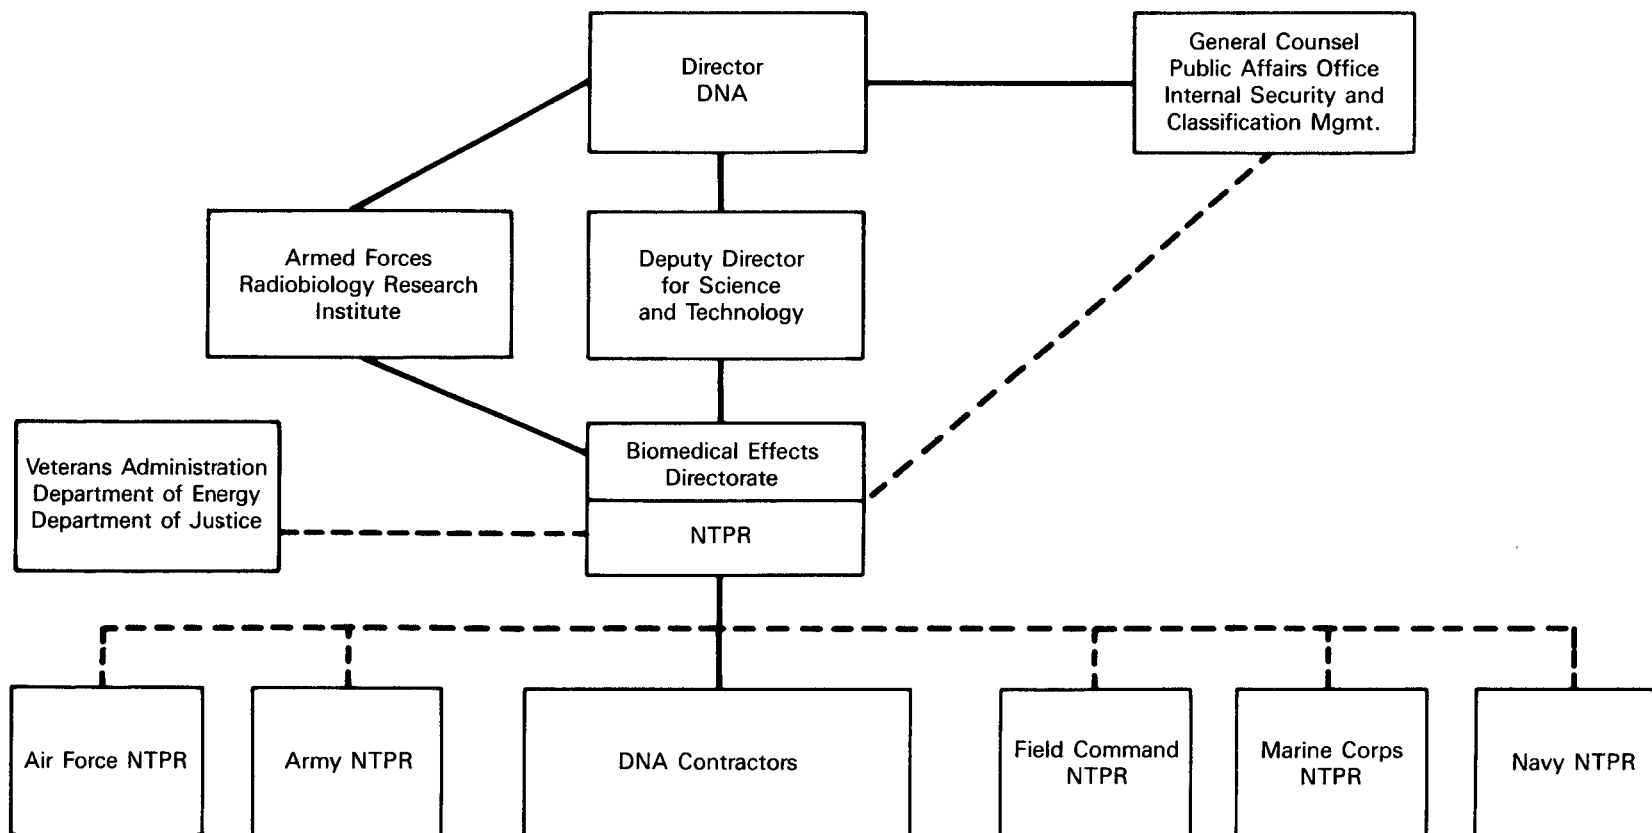 Director
DNA
General Counsel
Public Affairs Office
Internal Security and
Classification Mgmt.
Armed Forces
Radiobiology Research
Institute
Deputy Director
for Science
and Technology
Veterans Administration
Department of Energy
Department of Justice
Biomedical Effects
Directorate
NTPR
Air Force NTPR
Army NTPR
DNA Contractors
Field Command
NTPR
Marine Corps
NTPR
Navy NTPR